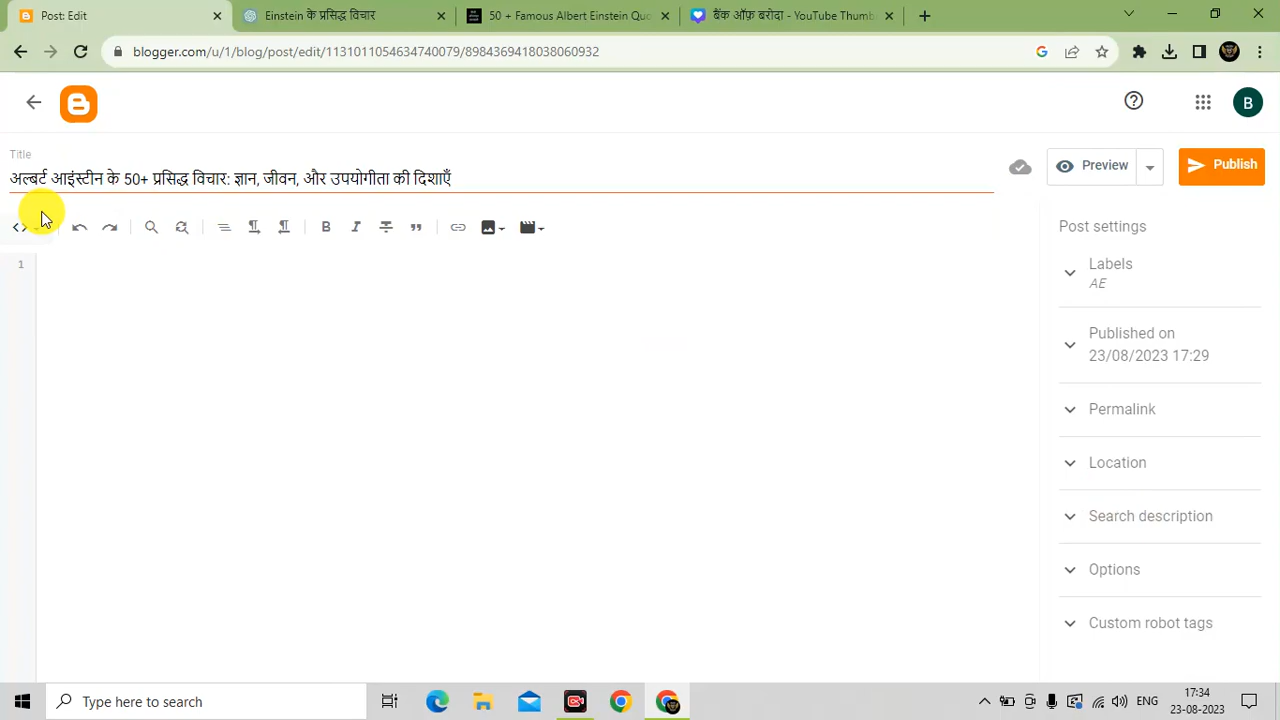 Post: Edit
Einstein के प्रसिद्ध विचार
50 + Famous Albert Einstein Quo
बैंक ऑफ़ बरोदा - YouTube Thumb
blogger.com/u/1/blog/post/edit/1131011054634740079/8984369418038060932
B
Title
अल्बर्ट आइंस्टीन के 50+ प्रसिद्ध विचार: ज्ञान, जीवन, और उपयोगीता की दिशाएँ
Preview
Publish
Post settings
1
Labels
AE
Published on
23/08/2023 17:29
Permalink
Location
Search description
Options
Custom robot tags
Type here to search
ENG
17:34
23-08-2023